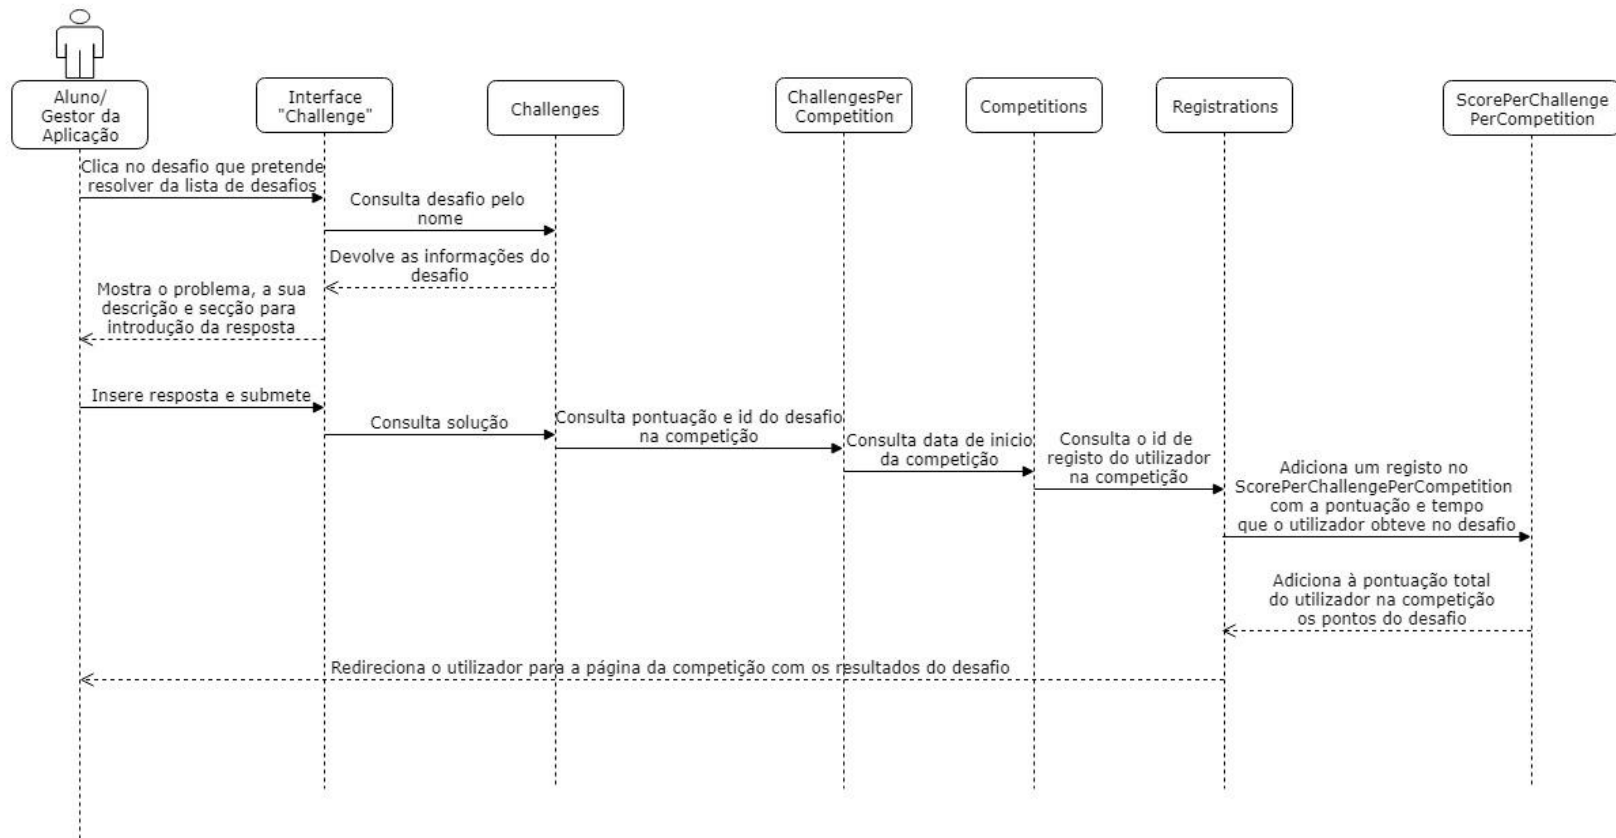 Aluno/
Gestor da
Aplicação
Interface
"Challenge"
Challenges
ChallengesPer
Competition
Competitions
Registrations
ScorePerChallenge
PerCompetition
Clica no desafio que pretende
resolver da lista de desafios
Consulta desafio pelo
nome
Devolve as informações do
desafio
Mostra o problema, a sua
descrição e secção para
introdução da resposta
Insere resposta e submete
Consulta solução
Consulta pontuação e id do desafio
na competição
Consulta data de inicio
da competição
Consulta o id de
registo do utilizador
na competição
Adiciona um registo no
ScorePerChallengePerCompetition
com a pontuação e tempo
que o utilizador obteve no desafio
Adiciona à pontuação total
do utilizador na competição
os pontos do desafio
Redireciona o utilizador para a página da competição com os resultados do desafio